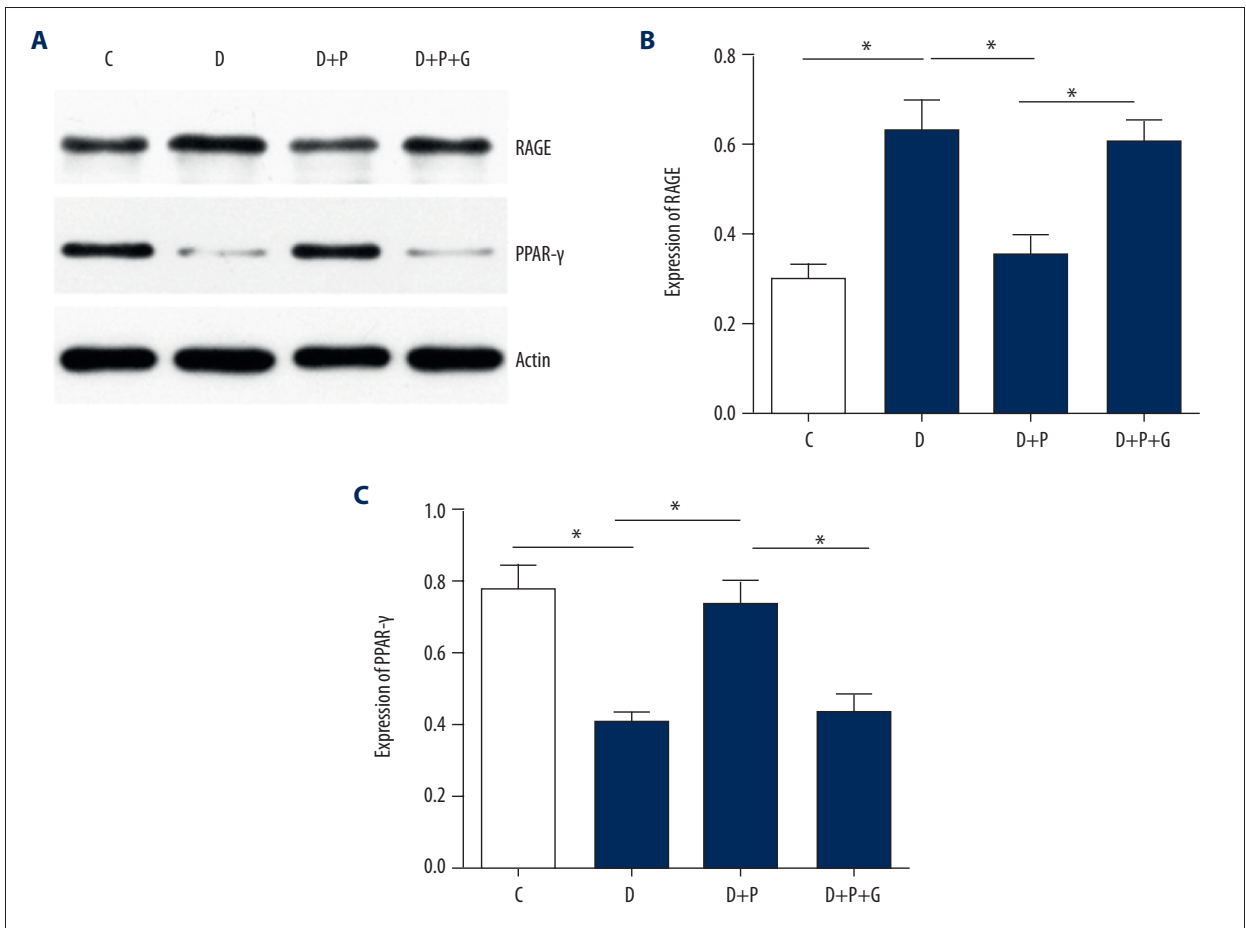 A
C D D+P D+P+G
RAGE
PPAR-γ
Actin
B
Expression of RAGE
0.8
0.6
0.4
0.2
0.0
* * *
C D D+P D+P+G
C
Expression of PPAR-γ
1.0
0.8
0.6
0.4
0.2
0.0
* * *
C D D+P D+P+G